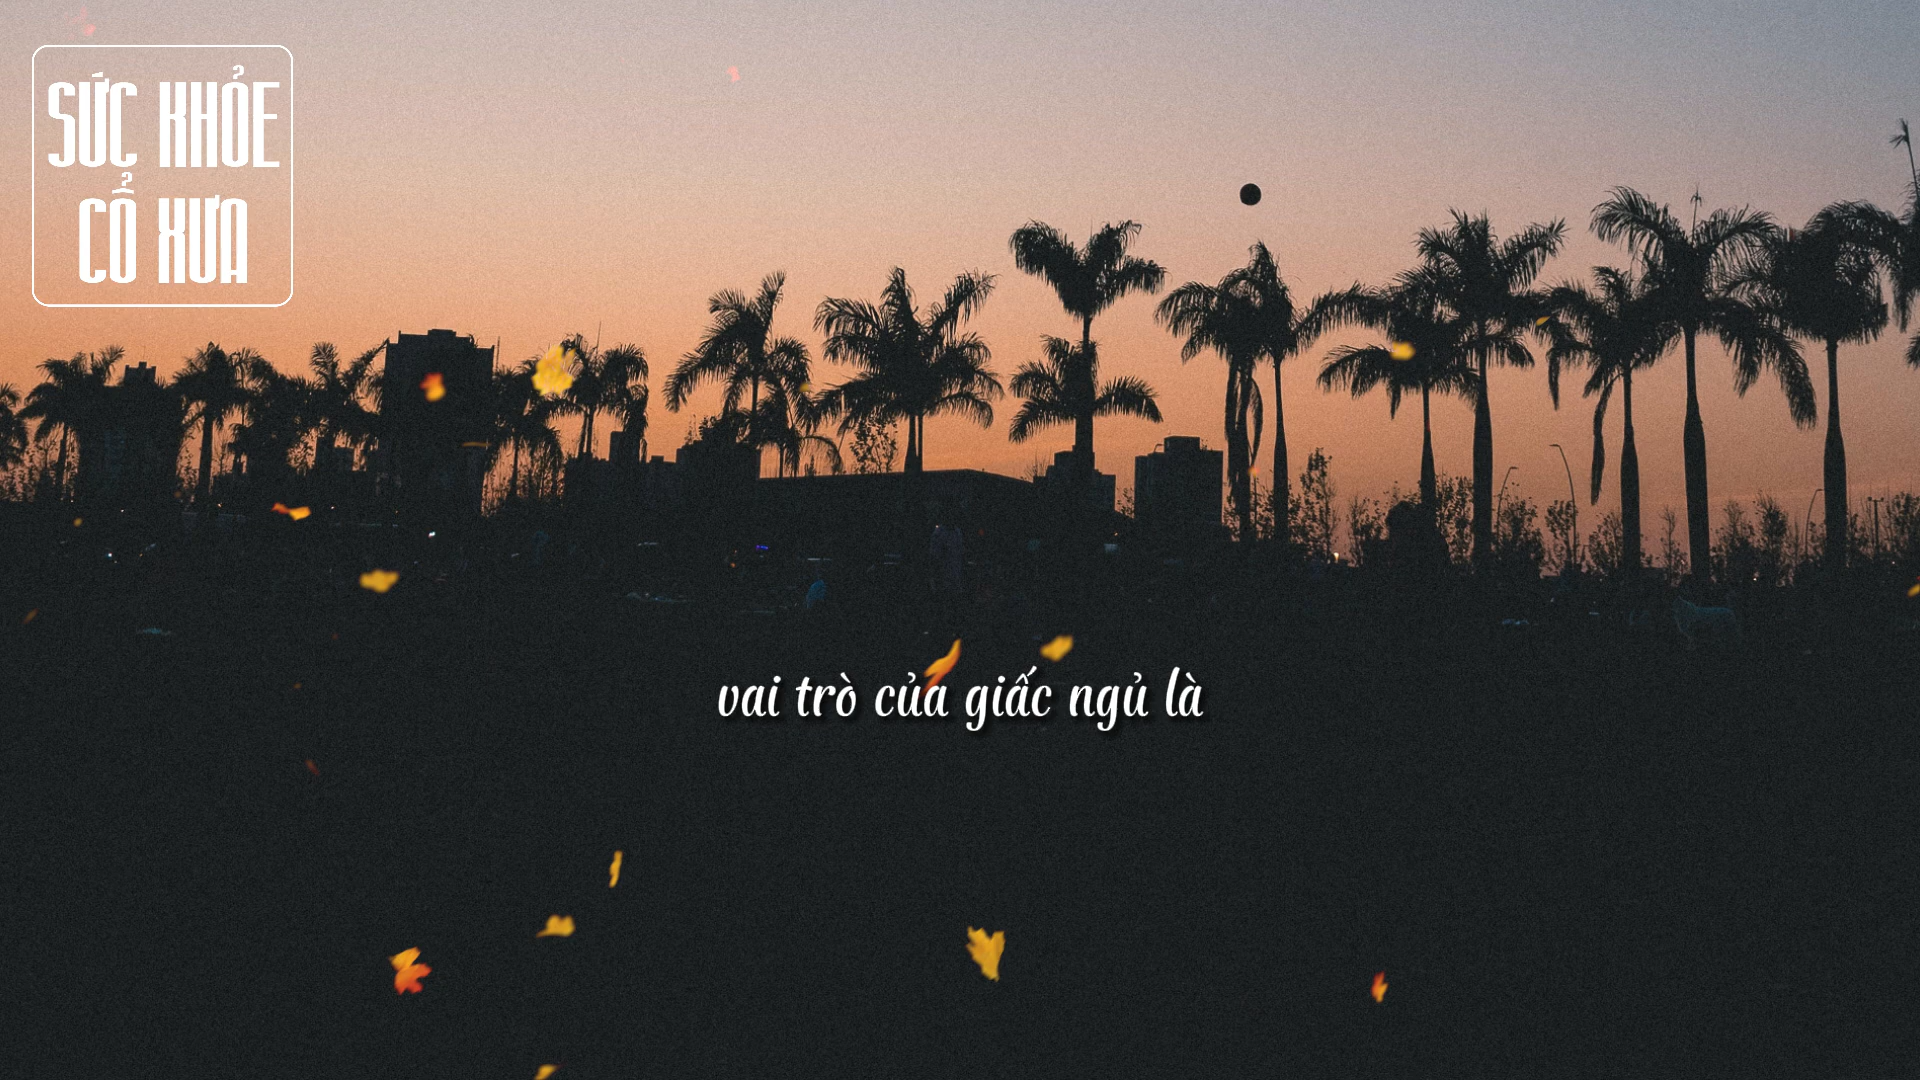 SỨC KHỎE
CỔ XƯA
vai trò của giấc ngủ là